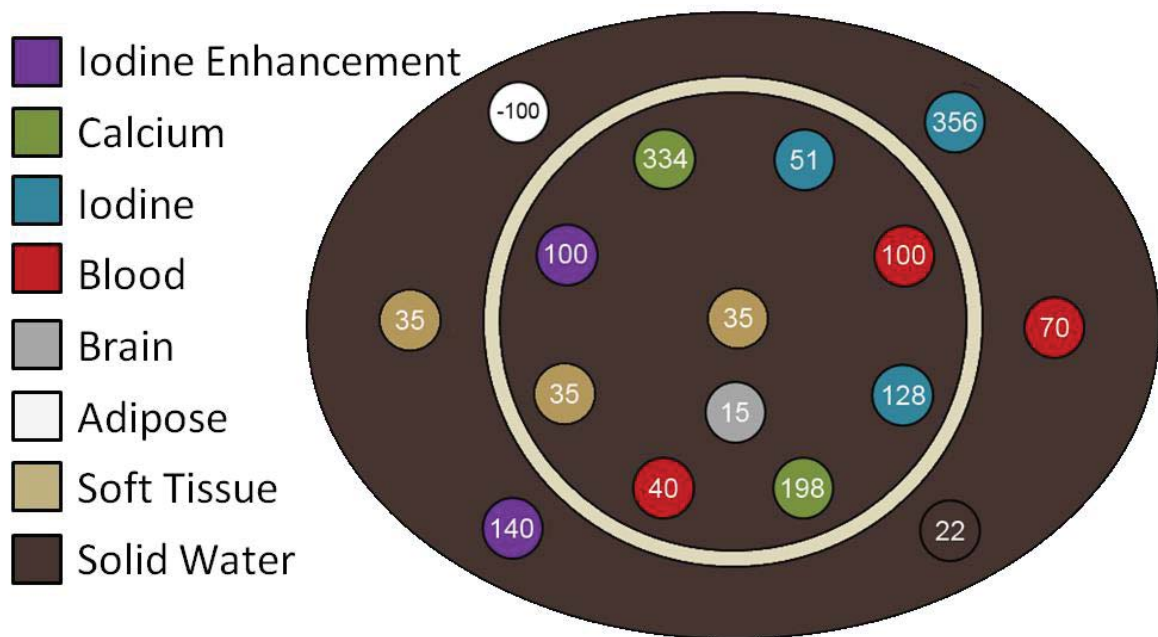 Iodine Enhancement
Calcium
Iodine
Blood
Brain
Adipose
Soft Tissue
Solid Water
-100
356
334
51
100
100
35
35
70
35
15
128
40
198
140
22